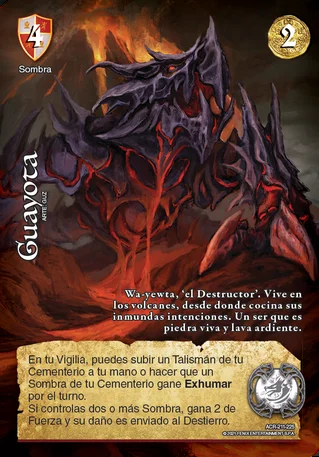 4
2
Sombra
Guayota
ARTE: GUZ
Wa-yewta, ‘el Destructor’. Vive en
los volcanes, desde donde cocina sus
inmundas intenciones. Un ser que es
piedra viva y lava ardiente.
En tu Vigilia, puedes subir un Talismán de tu
Cementerio a tu mano o hacer que un
Sombra de tu Cementerio gane Exhumar
por el turno.
Si controlas dos o más Sombra, gana 2 de
Fuerza y su daño es enviado al Destierro.
ACR-211-225
© 2021 FENIX ENTERTAINMENT, S.P.A.